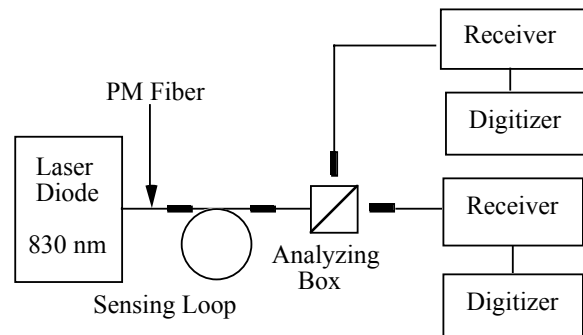 Receiver
PM Fiber
Digitizer
Laser
Diode
830 nm
Receiver
Analyzing
Box
Sensing Loop
Digitizer